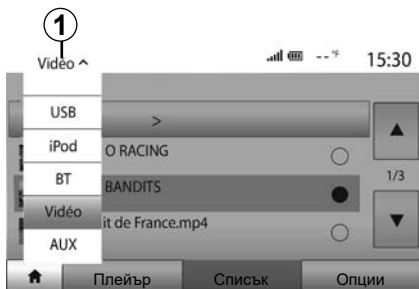 1
Vidéo ^
--°F 15:30
USB
>
iPod
O RACING
BT
BANDITS
1/3
Vidéo
it de France.mp4
AUX
Плейър Списък Опции